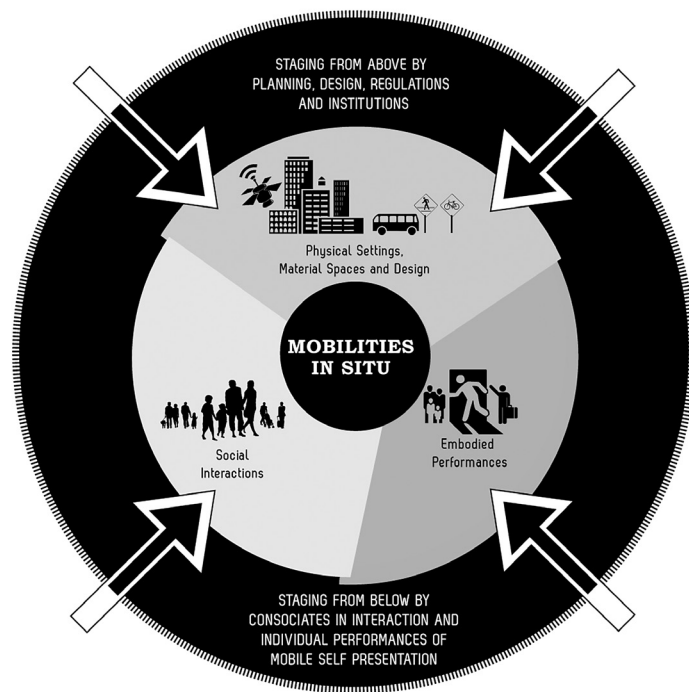 STAGING FROM ABOVE BY
PLANNING, DESIGN, REGULATIONS
AND INSTITUTIONS
Physical Settings,
Material Spaces and Design
MOBILITIES
IN SITU
Social
Interactions
Embodied
Performances
STAGING FROM BELOW BY
CONSOCIATES IN INTERACTION AND
INDIVIDUAL PERFORMANCES OF
MOBILE SELF PRESENTATION